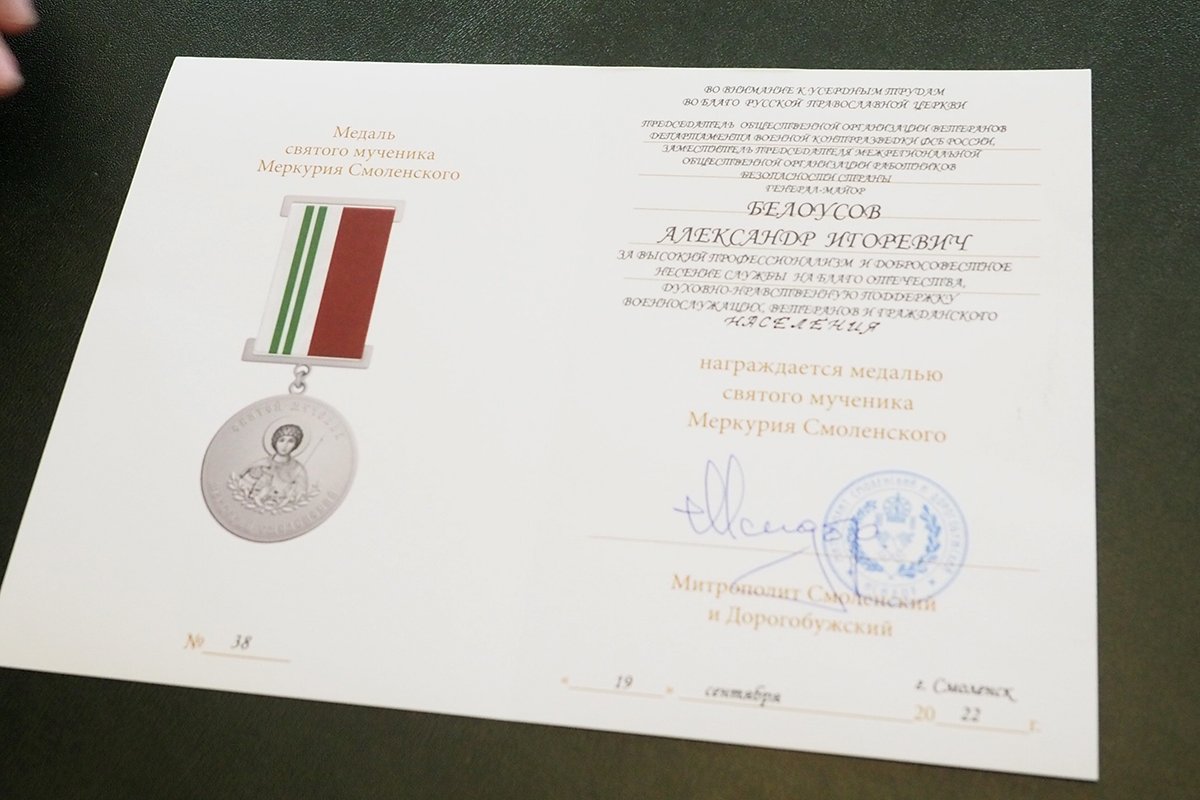 Медаль
святого мученика
Меркурия Смоленского
№ 38
ВО ВНИМАНИЕ К УСЕРДНЫМ ТРУДАМ
ВО БЛАГО РУССКОЙ ПРАВОСЛАВНОЙ ЦЕРКВИ
ПРЕДСЕДАТЕЛЬ ОБЩЕСТВЕННОЙ ОРГАНИЗАЦИИ ВЕТЕРАНОВ
ДЕПАРТАМЕНТА ВОЕННОЙ КОНТРРАЗВЕДКИ ФСБ РОССИИ,
ЗАМЕСТИТЕЛЬ ПРЕДСЕДАТЕЛЯ МЕЖРЕГИОНАЛЬНОЙ
ОБЩЕСТВЕННОЙ ОРГАНИЗАЦИИ РАБОТНИКОВ
БЕЗОПАСНОСТИ СТРАНЫ
ГЕНЕРАЛ-МАЙОР
БЕЛОУСОВ
АЛЕКСАНДР ИГОРЕВИЧ
ЗА ВЫСОКИЙ ПРОФЕССИОНАЛИЗМ И ДОБРОСОВЕСТНОЕ
НЕСЕНИЕ СЛУЖБЫ НА БЛАГО ОТЕЧЕСТВА,
ДУХОВНО-НРАВСТВЕННУЮ ПОДДЕРЖКУ
ВОЕННОСЛУЖАЩИХ, ВЕТЕРАНОВ И ГРАЖДАНСКОГО
НАСЕЛЕНИЯ
награждается медалью
святого мученика
Меркурия Смоленского
Митрополит Смоленский
и Дорогобужский
г. Смоленск
« 19 » сентября 20 22 г.